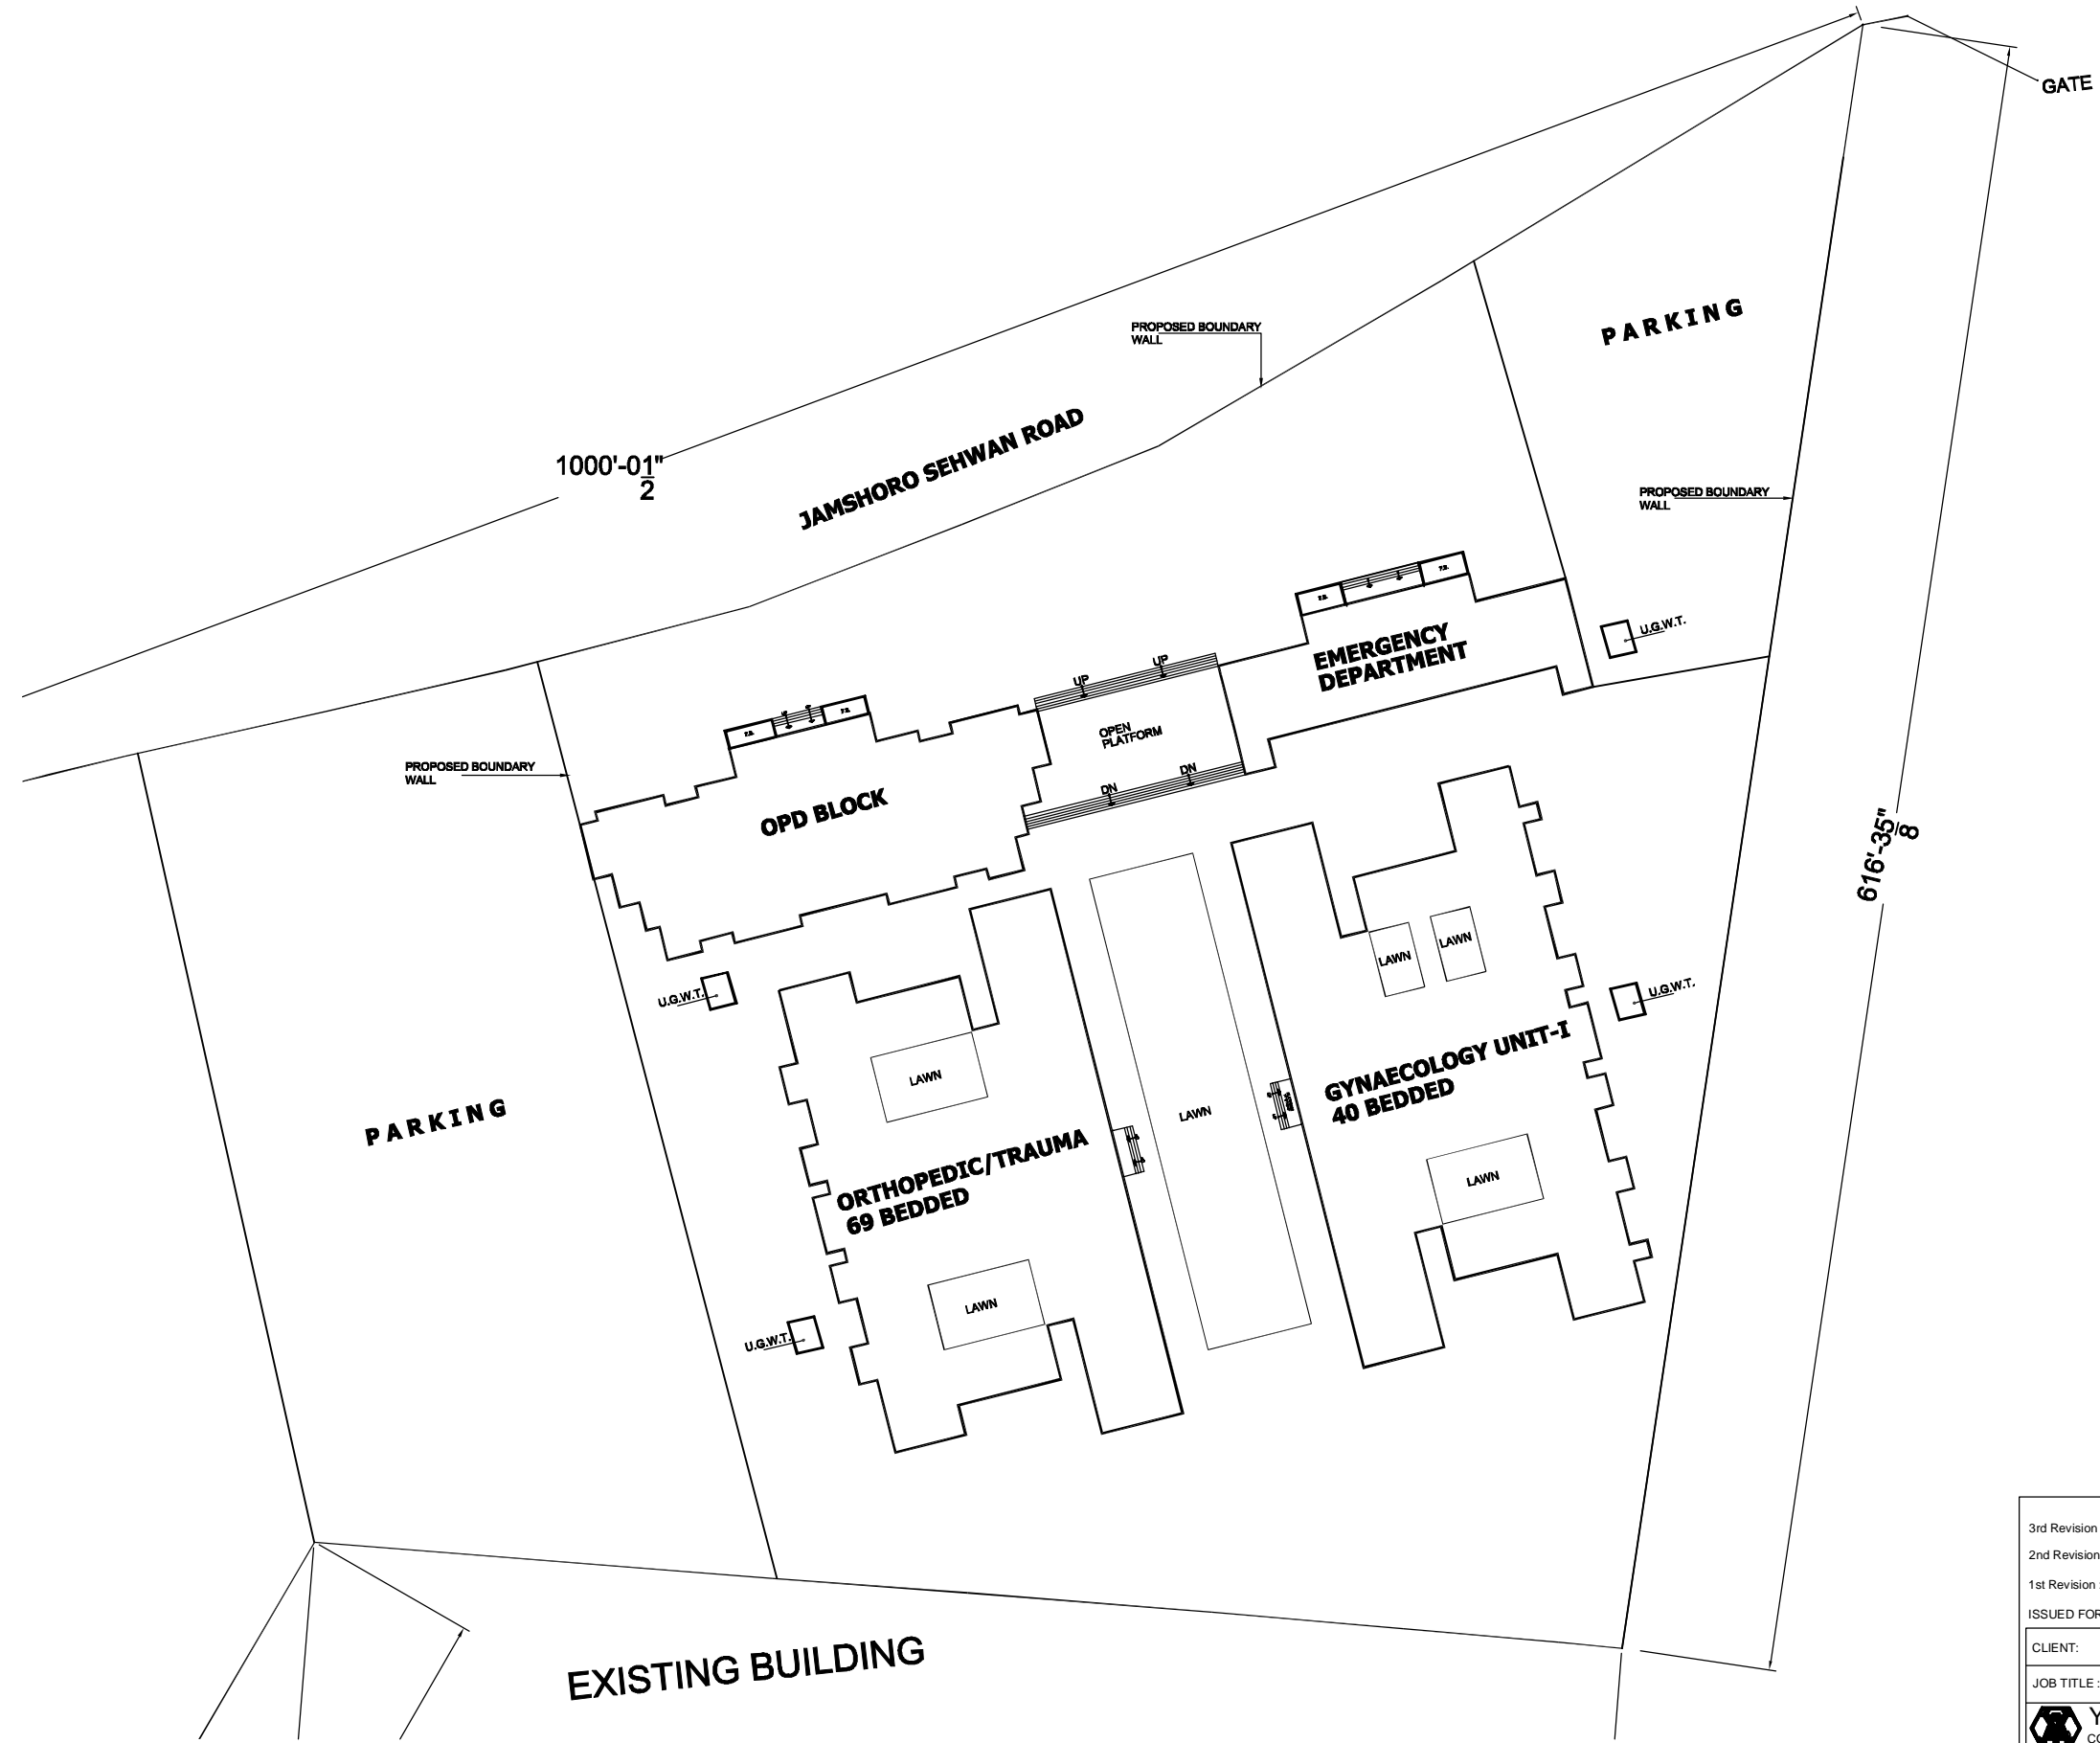 GATE
PARKING
PROPOSED BOUNDARY
WALL
JAMSHORO SEHWAN ROAD
1000'-01"
2
PROPOSED BOUNDARY
WALL
P.B.
P.B.
U.G.W.T.
EMERGENCY
DEPARTMENT
UP
UP
OPEN
PLATFORM
P.B.
P.B.
PROPOSED BOUNDARY
WALL
DN
DN
OPD BLOCK
616'-35"
8
LAWN
LAWN
U.G.W.T.
U.G.W.T.
GYNAECOLOGY UNIT-I
40 BEDDED
LAWN
LAWN
PARKING
ORTHOPEDIC/TRAUMA
69 BEDDED
LAWN
LAWN
U.G.W.T.
EXISTING BUILDING
3rd Revision
2nd Revision
1st Revision :
ISSUED FOR
CLIENT:
JOB TITLE :